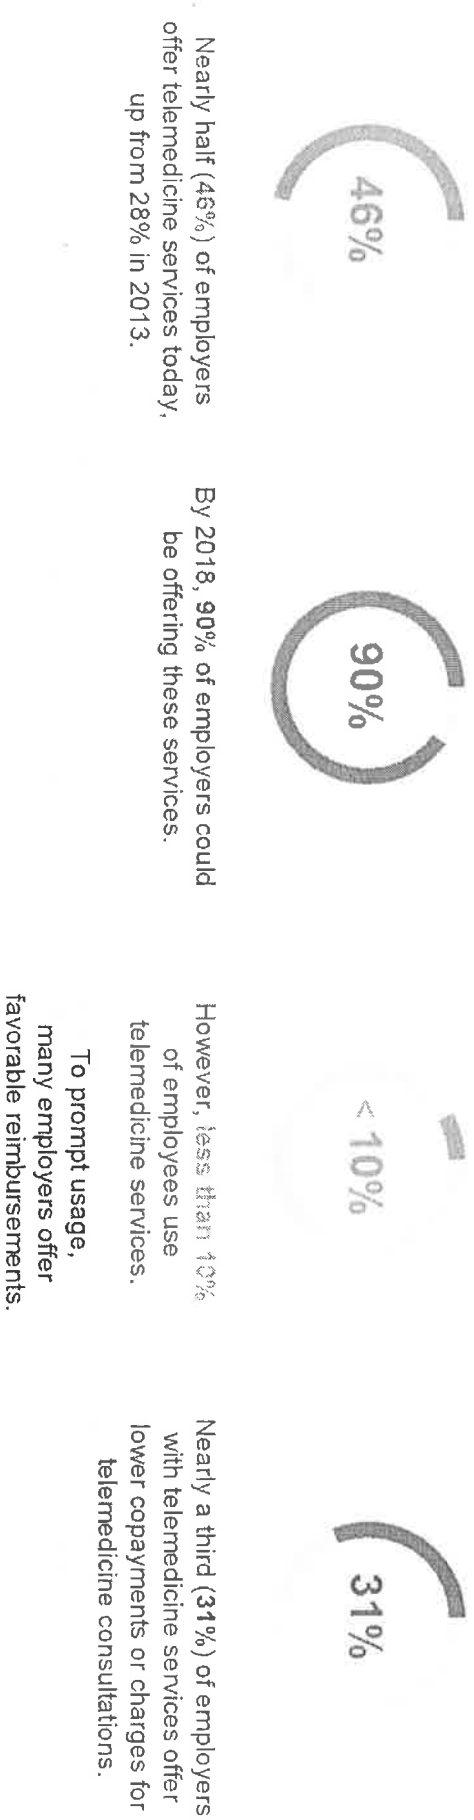 46%
Nearly half (46%) of employers
offer telemedicine services today,
up from 28% in 2013.
90%
By 2018, 90% of employers could
be offering these services.
< 10%
However, less than 10%
of employees use
telemedicine services.
To prompt usage,
many employers offer
favorable reimbursements.
31%
Nearly a third (31%) of employers
with telemedicine services offer
lower copayments or charges for
telemedicine consultations.